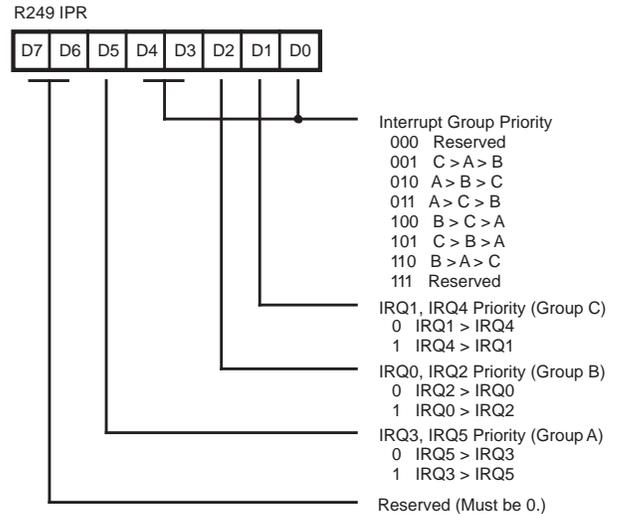 R249 IPR
D7 D6 D5 D4 D3 D2 D1 D0
Interrupt Group Priority
000 Reserved
001 C > A > B
010 A > B > C
011 A > C > B
100 B > C > A
101 C > B > A
110 B > A > C
111 Reserved
IRQ1, IRQ4 Priority (Group C)
0 IRQ1 > IRQ4
1 IRQ4 > IRQ1
IRQ0, IRQ2 Priority (Group B)
0 IRQ2 > IRQ0
1 IRQ0 > IRQ2
IRQ3, IRQ5 Priority (Group A)
0 IRQ5 > IRQ3
1 IRQ3 > IRQ5
Reserved (Must be 0.)